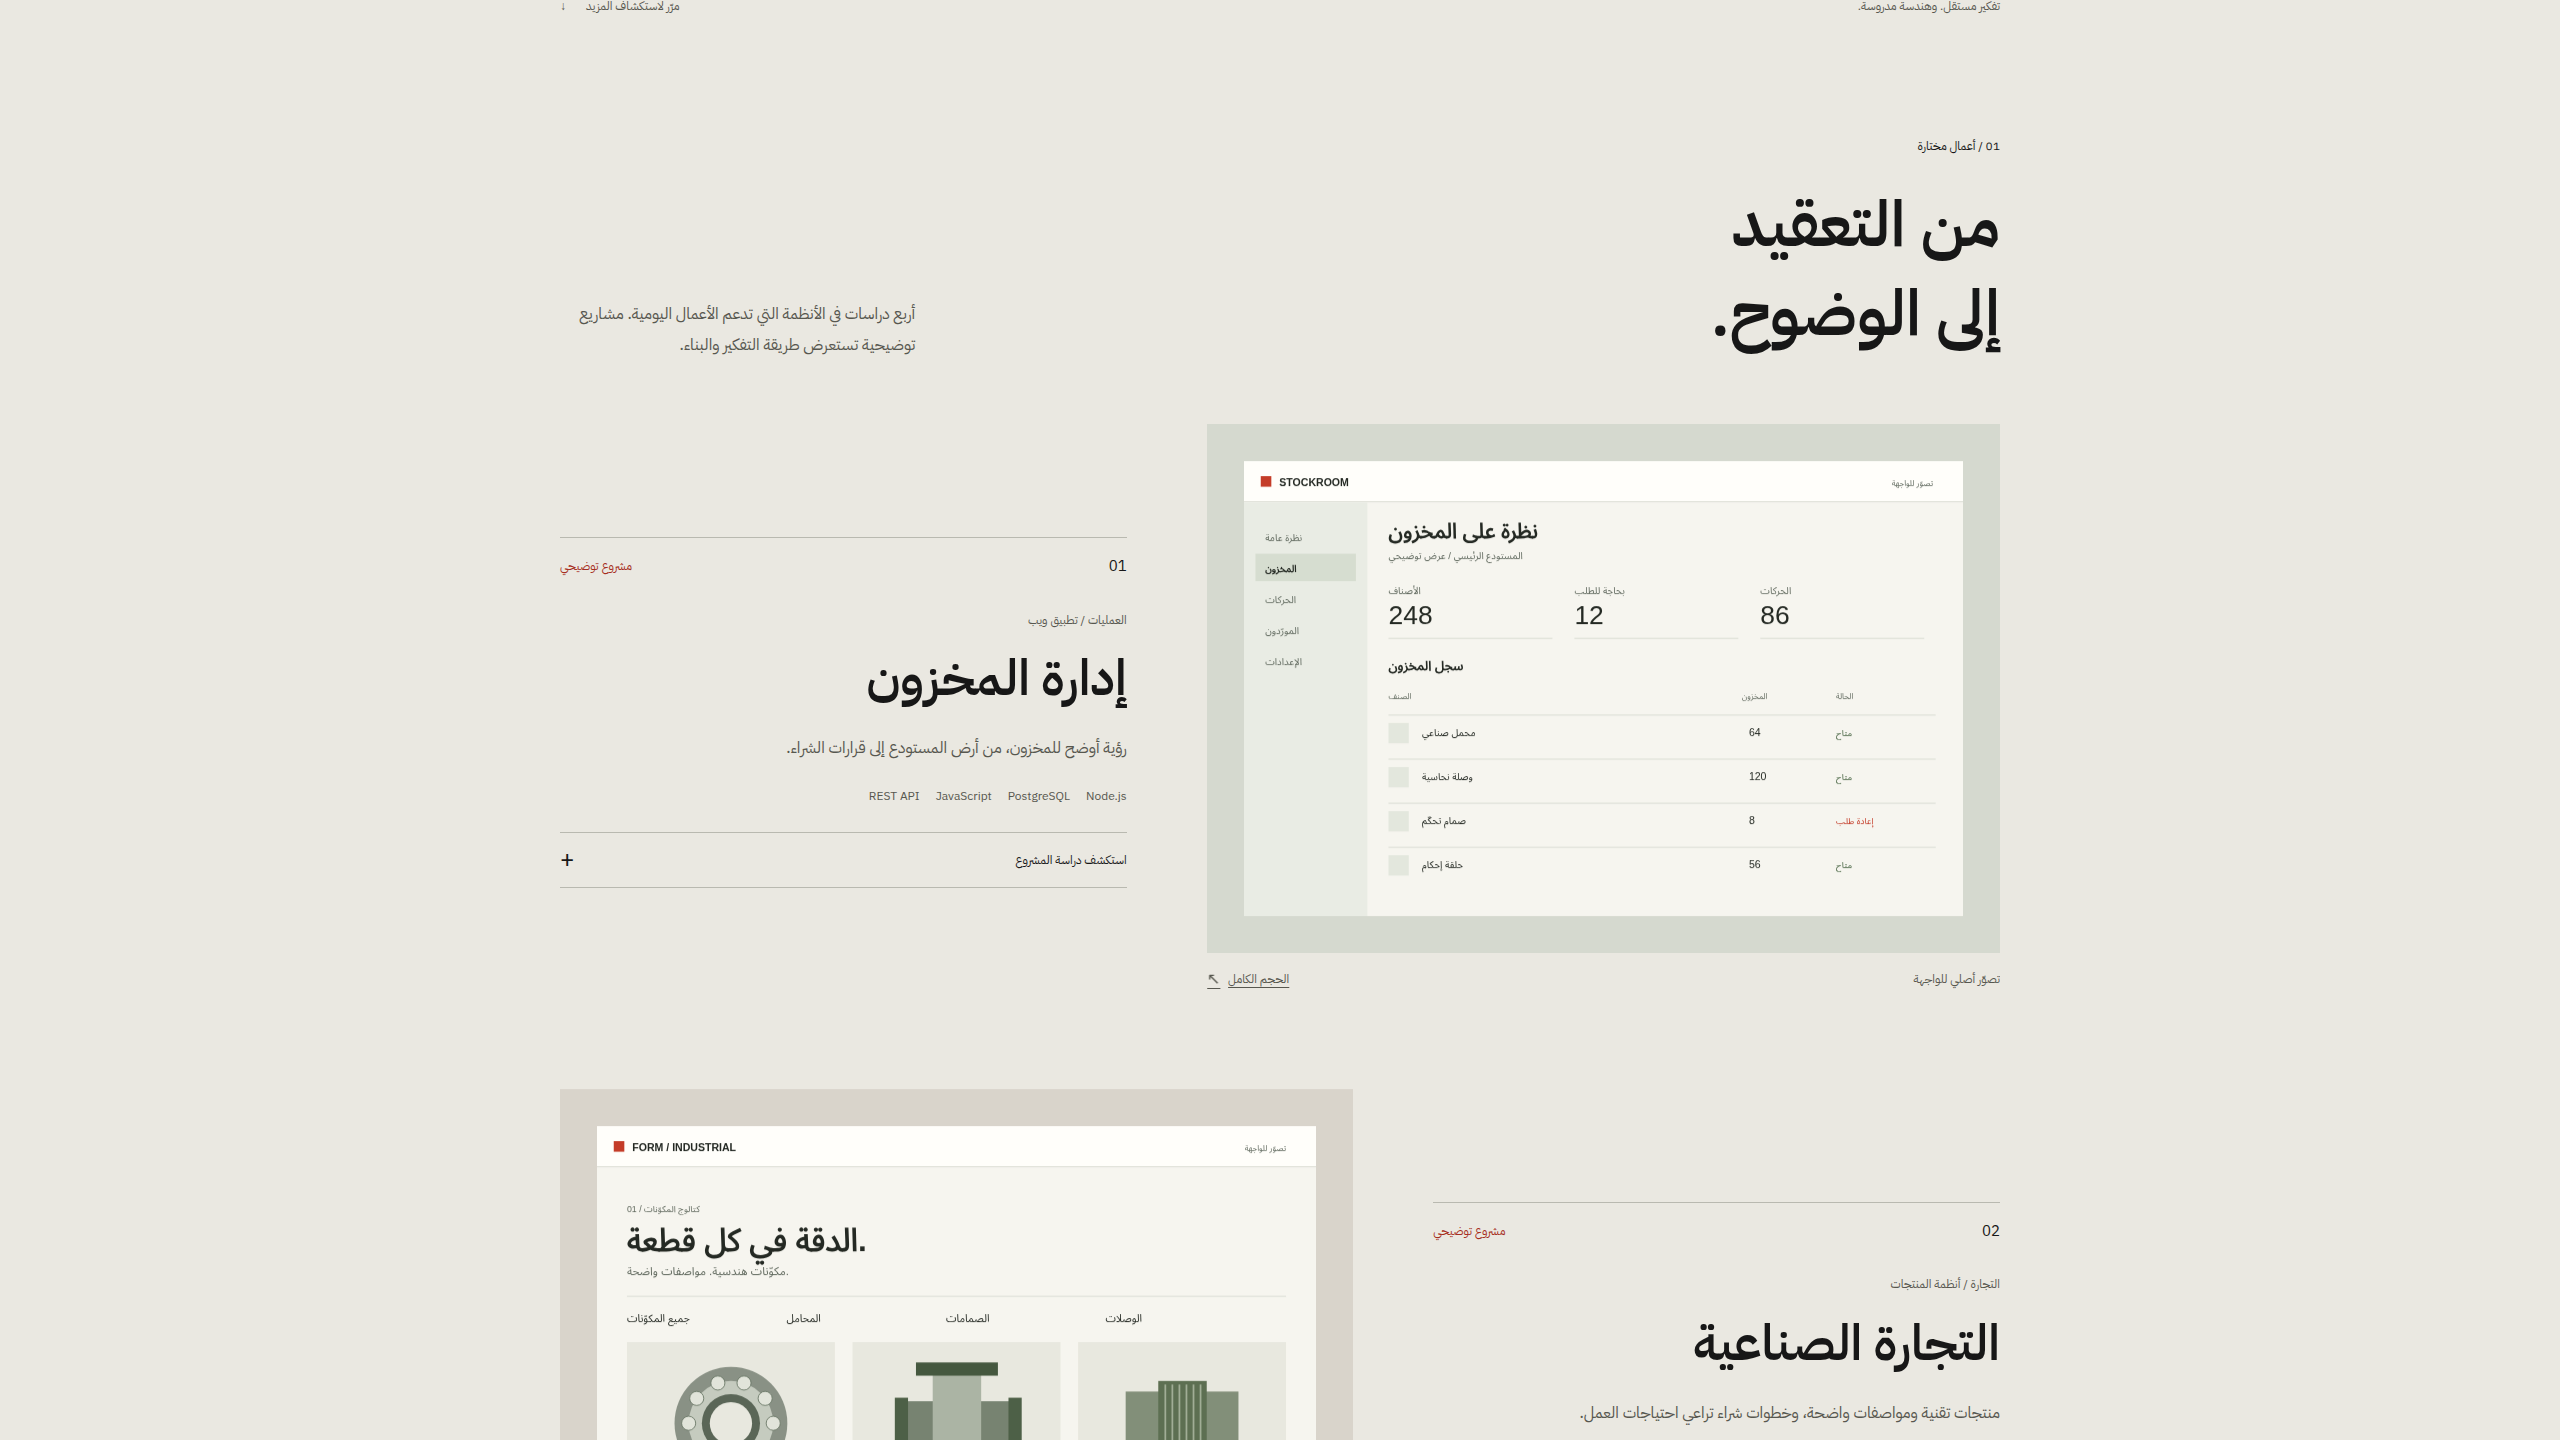 تفكير مستقل. وهندسة مدروسة.
مرّر لاستكشاف المزيد ↓
01 / أعمال مختارة
من التعقيد
إلى الوضوح.
أربع دراسات في الأنظمة التي تدعم الأعمال اليومية. مشاريع
توضيحية تستعرض طريقة التفكير والبناء.
STOCKROOM
تصوّر للواجهة
نظرة عامة
المخزون
الحركات
المورّدون
الإعدادات
نظرة على المخزون
المستودع الرئيسي / عرض توضيحي
الأصناف
بحاجة للطلب
الحركات
248
12
86
سجل المخزون
الصنف
المخزون
الحالة
محمل صناعي
64
متاح
وصلة نحاسية
120
متاح
صمام تحكّم
8
إعادة طلب
حلقة إحكام
56
متاح
تصوّر أصلي للواجهة
الحجم الكامل ↖
01
مشروع توضيحي
العمليات / تطبيق ويب
إدارة المخزون
رؤية أوضح للمخزون، من أرض المستودع إلى قرارات الشراء.
Node.js PostgreSQL JavaScript REST API
استكشف دراسة المشروع +
02
مشروع توضيحي
التجارة / أنظمة المنتجات
التجارة الصناعية
منتجات تقنية ومواصفات واضحة، وخطوات شراء تراعي احتياجات العمل.
FORM / INDUSTRIAL
تصوّر للواجهة
كتالوج المكوّنات / 01
الدقة في كل قطعة.
مكوّنات هندسية. مواصفات واضحة.
جميع المكوّنات
المحامل
الصمامات
الوصلات